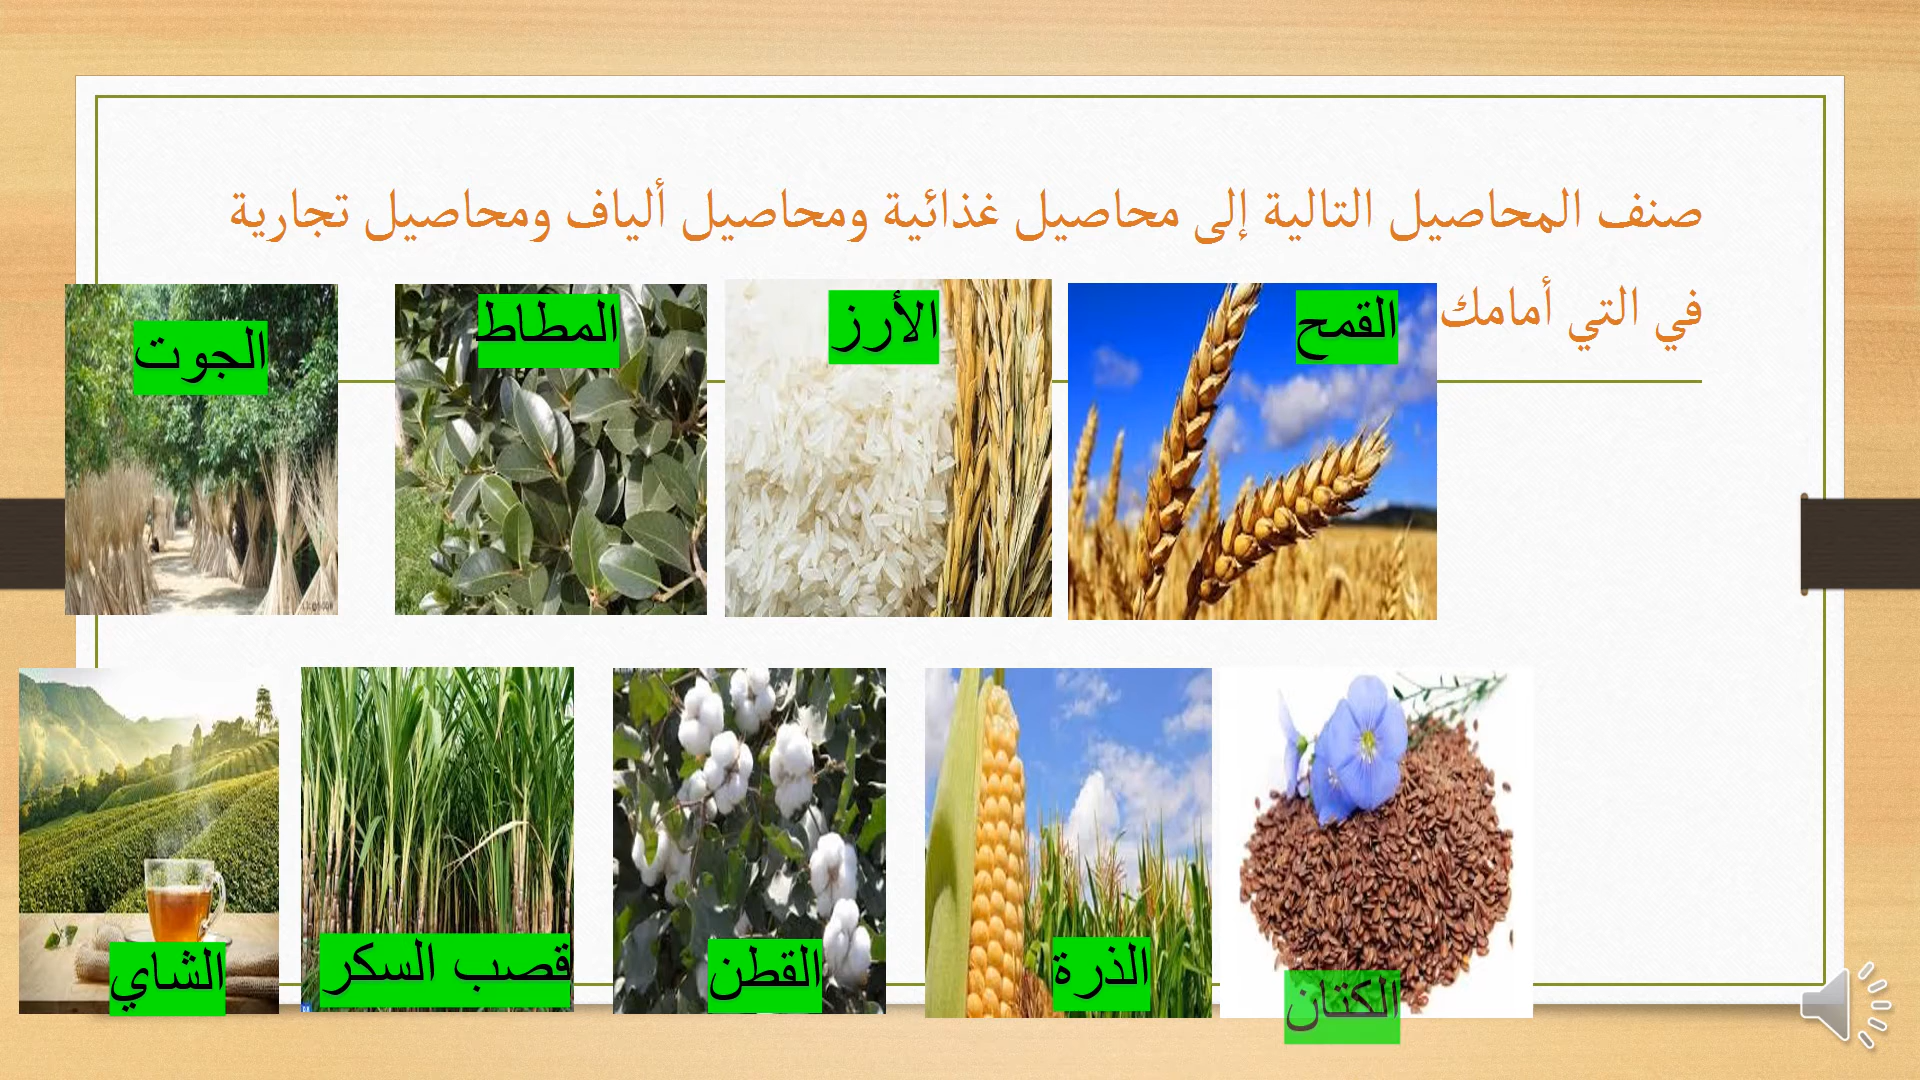 صنف المحاصيل التالية إلى محاصيل غذائية ومحاصيل ألياف ومحاصيل تجارية
في التي أمامك
القمح
الأرز
المطاط
الجوت
الكتان
الذرة
القطن
قصب السكر
الشاي